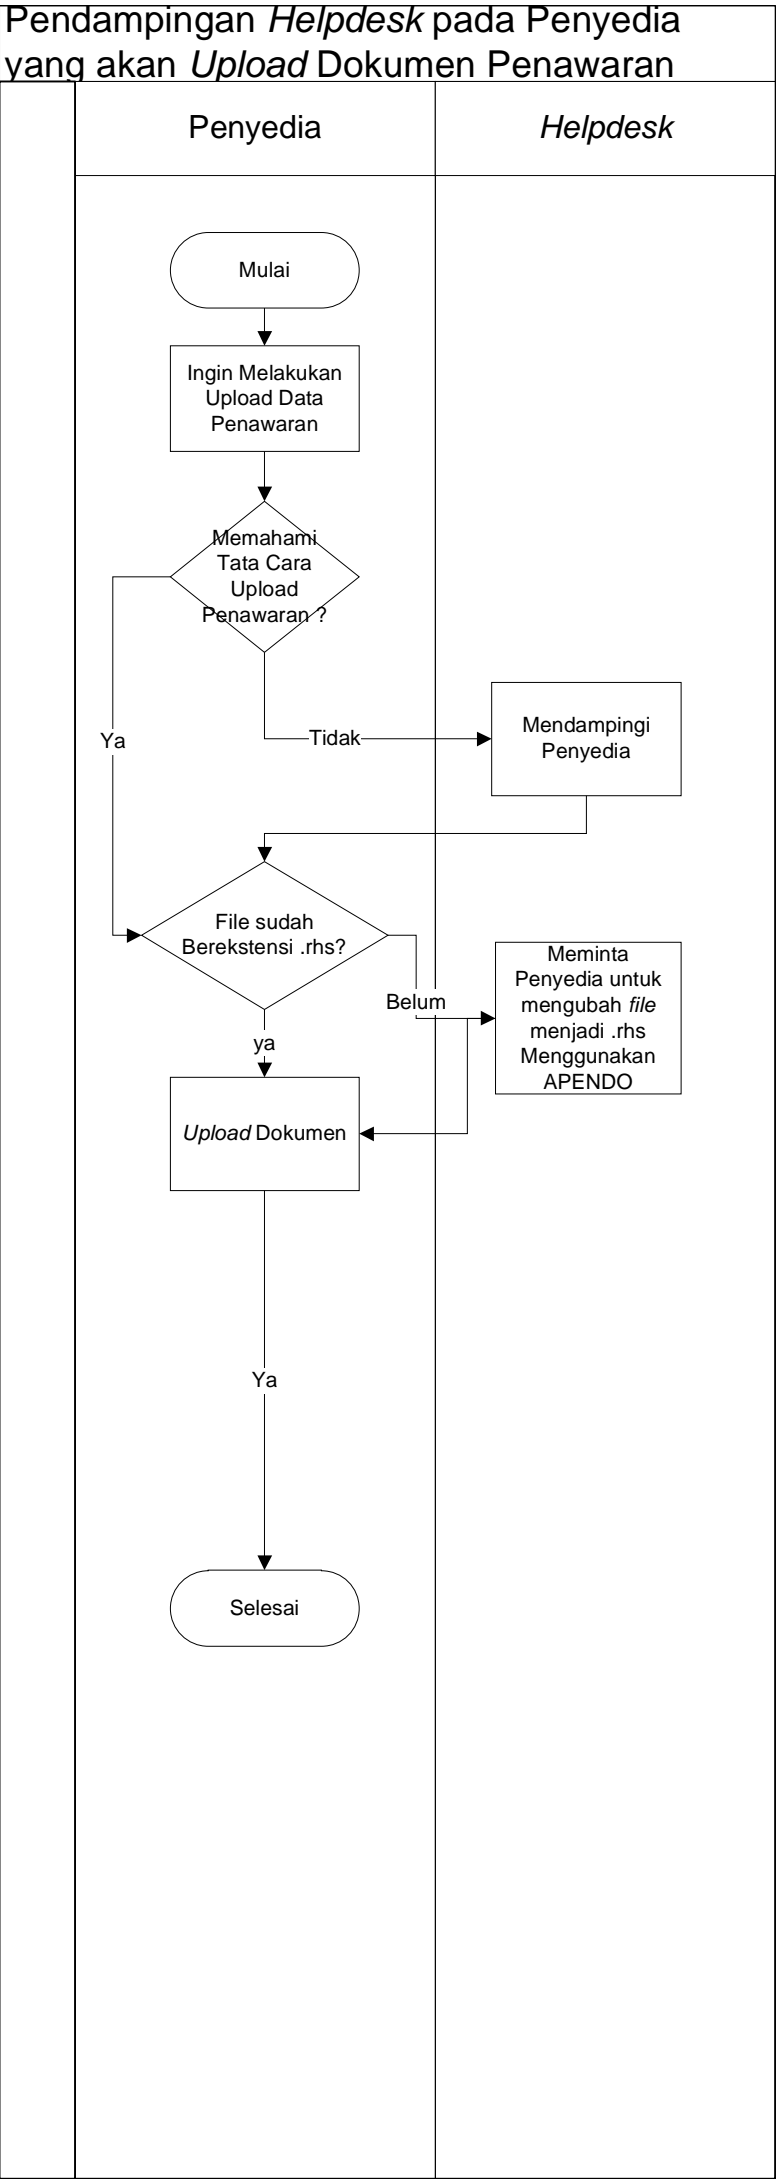 Pendampingan Helpdesk pada Penyedia
yang akan Upload Dokumen Penawaran
Penyedia
Helpdesk
Mulai
Ingin Melakukan
Upload Data
Penawaran
Memahami
Tata Cara
Upload
Penawaran ?
Ya
Tidak
Mendampingi
Penyedia
File sudah
Berekstensi .rhs?
Belum
Meminta
Penyedia untuk
mengubah file
menjadi .rhs
Menggunakan
APENDO
ya
Upload Dokumen
Ya
Selesai